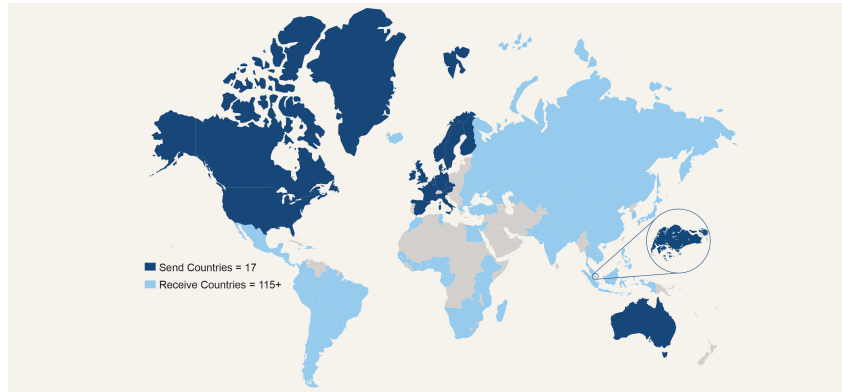 Send Countries = 17
Receive Countries = 115+